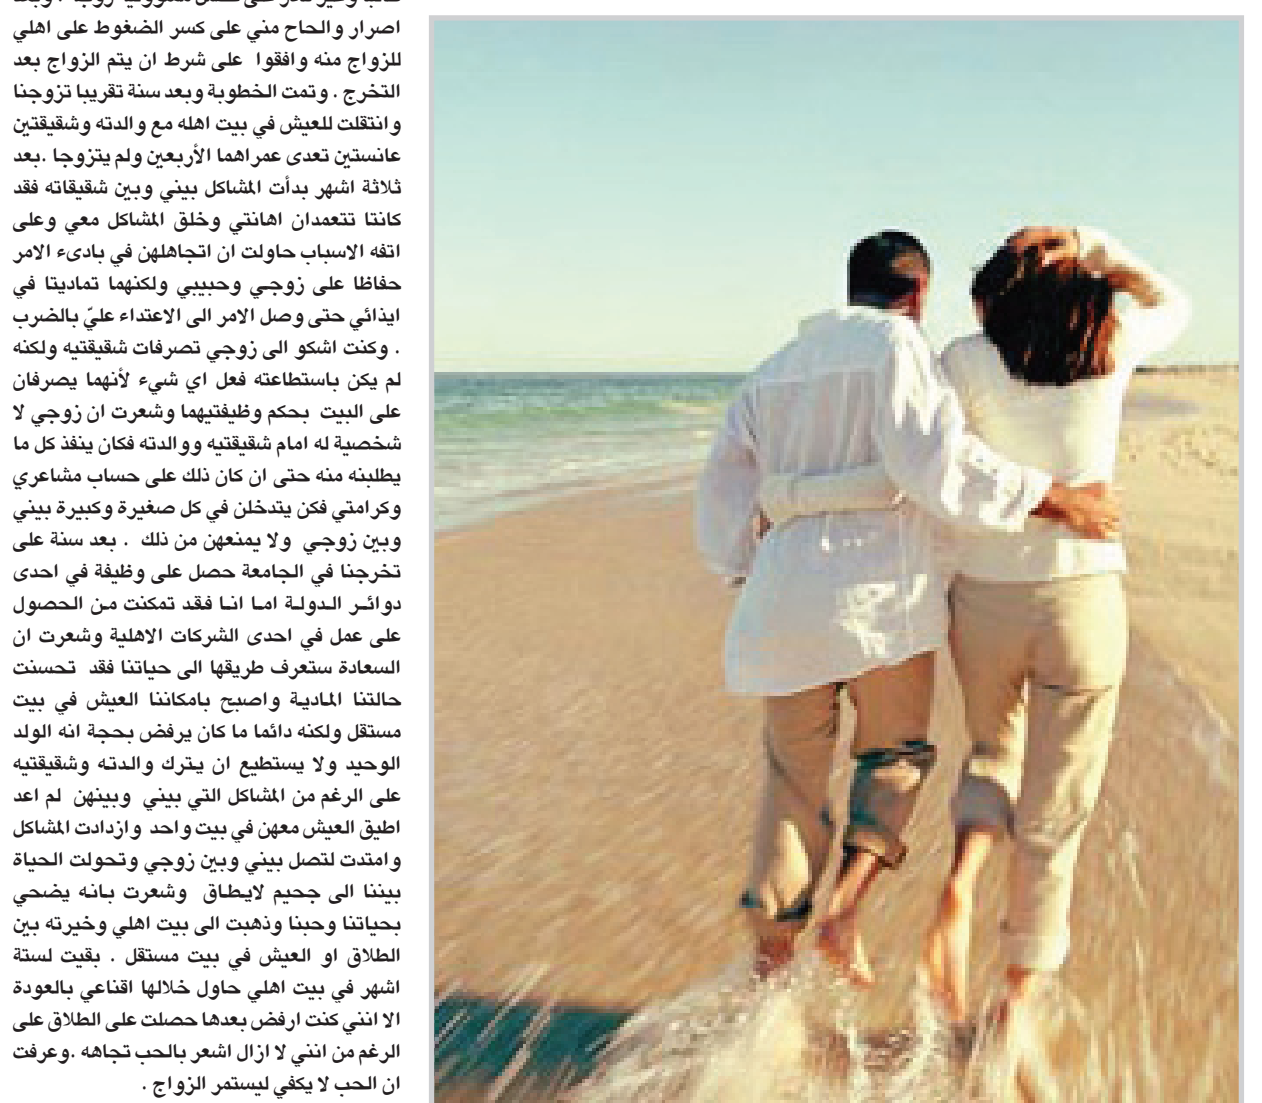 اصرار والحاح مني على كسر الضغوط على اهلي
للزواج منه وافقوا على شرط ان يتم الزواج بعد
التخرج . وتمت الخطوبة وبعد سنة تقريبا تزوجنا
وانتقلت للعيش في بيت اهله مع والدته وشقيقتين
عانستين تعدى عمراهما الأربعين ولم يتزوجا .بعد
ثلاثة اشهر بدأت المشاكل بيني وبين شقيقاته فقد
كانتا تتعمدان اهانتي وخلق المشاكل معي وعلى
اتفه الاسباب حاولت ان اتجاهلهن في بادىء الامر
حفاظا على زوجي وحبيبي ولكنهما تماديتا في
ايذائي حتى وصل الامر الى الاعتداء عليّ بالضرب
. وكنت اشكو الى زوجي تصرفات شقيقتيه ولكنه
لم يكن باستطاعته فعل اي شيء لأنهما يصرفان
على البيت بحكم وظيفتيهما وشعرت ان زوجي لا
شخصية له امام شقيقتيه ووالدته فكان ينفذ كل ما
يطلبنه منه حتى ان كان ذلك على حساب مشاعري
وكرامتي فكن يتدخلن في كل صغيرة وكبيرة بيني
وبين زوجي ولا يمنعهن من ذلك . بعد سنة على
تخرجنا في الجامعة حصل على وظيفة في احدى
دوائر الدولة اما انا فقد تمكنت من الحصول
على عمل في احدى الشركات الاهلية وشعرت ان
السعادة ستعرف طريقها الى حياتنا فقد تحسنت
حالتنا المادية واصبح بامكاننا العيش في بيت
مستقل ولكنه دائما ما كان يرفض بحجة انه الولد
الوحيد ولا يستطيع ان يترك والدته وشقيقتيه
على الرغم من المشاكل التي بيني وبينهن لم اعد
اطيق العيش معهن في بيت واحد وازدادت المشاكل
وامتدت لتصل بيني وبين زوجي وتحولت الحياة
بيننا الى جحيم لايطاق وشعرت بانه يضحي
بحياتنا وحبنا وذهبت الى بيت اهلي وخيرته بين
الطلاق او العيش في بيت مستقل . بقيت لستة
اشهر في بيت اهلي حاول خلالها اقناعي بالعودة
الا انني كنت ارفض بعدها حصلت على الطلاق على
الرغم من انني لا ازال اشعر بالحب تجاهه .وعرفت
ان الحب لا يكفي ليستمر الزواج .